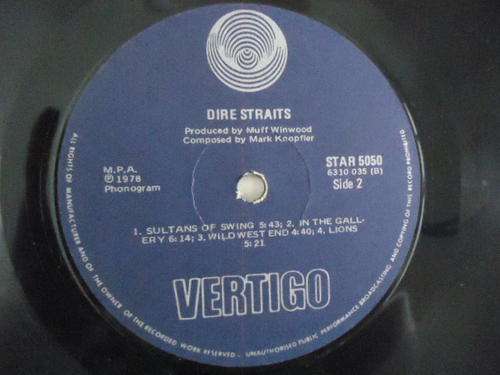 DIRE STRAITS
Produced by Muff Winwood
Composed by Mark Knopfler
M.P.A.
℗ 1978
Phonogram
STAR 5050
6310 035 (B)
Side 2
1. SULTANS OF SWING 5:43; 2. IN THE GALL-
ERY 6:14; 3. WILD WEST END 4:40; 4. LIONS
5:21
VERTIGO
ALL RIGHTS OF MANUFACTURER AND OF THE OWNER OF THE RECORDED WORK RESERVED - UNAUTHORISED PUBLIC PERFORMANCE BROADCASTING AND COPYING OF THIS RECORD PROHIBITED